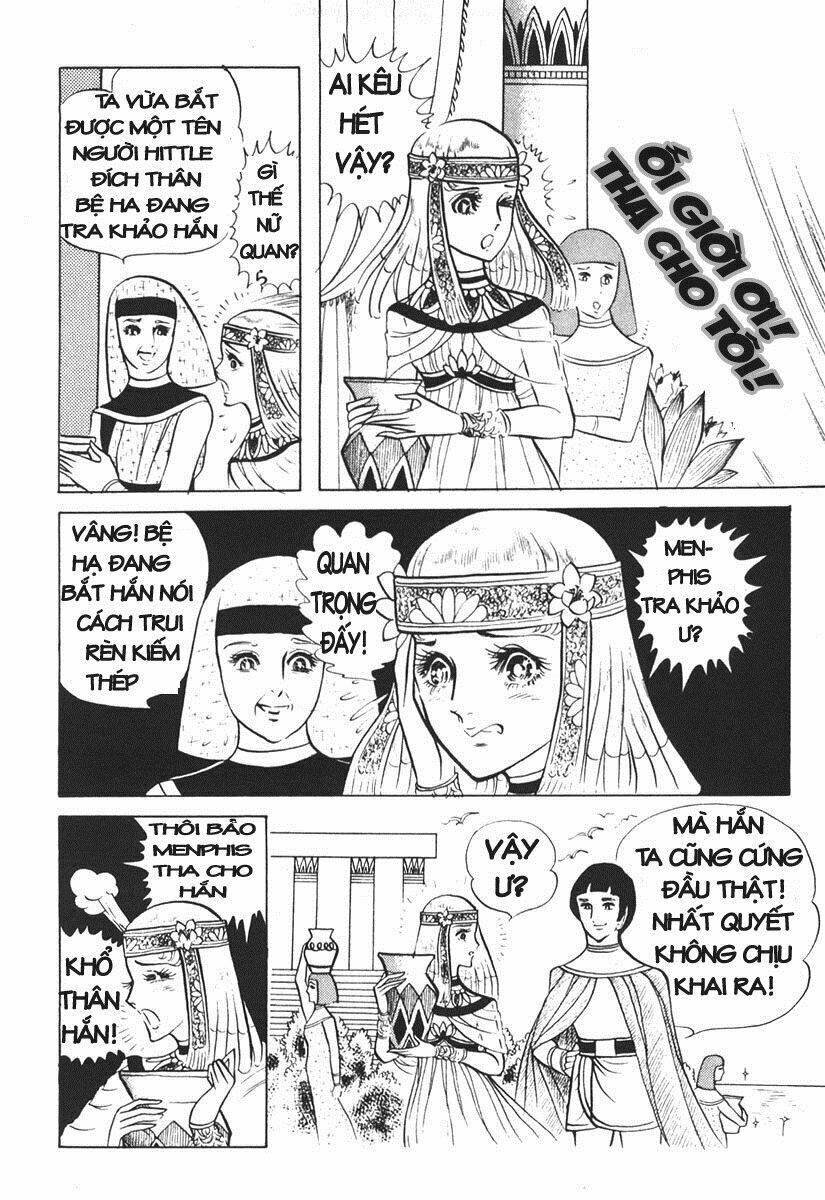 ỐI GIỜI ƠI!
THA CHO TÔI!
AI KÊU
HÉT
VẬY?
GÌ
THẾ
NỮ
QUAN?
TA VỪA BẮT
ĐƯỢC MỘT TÊN
NGƯỜI HITTLE
ĐÍCH THÂN
BỆ HẠ ĐANG
TRA KHẢO HẮN
MEN-
PHIS
TRA KHẢO
Ư?
QUAN
TRỌNG
ĐẤY!
VÂNG! BỆ
HẠ ĐANG
BẮT HẮN NÓI
CÁCH TRUI
RÈN KIẾM
THÉP
MÀ HẮN
TA CŨNG CỨNG
ĐẦU THẬT!
NHẤT QUYẾT
KHÔNG CHỊU
KHAI RA!
VẬY
Ư?
THÔI BẢO
MENPHIS
THA CHO
HẮN
KHỔ
THÂN
HẮN!